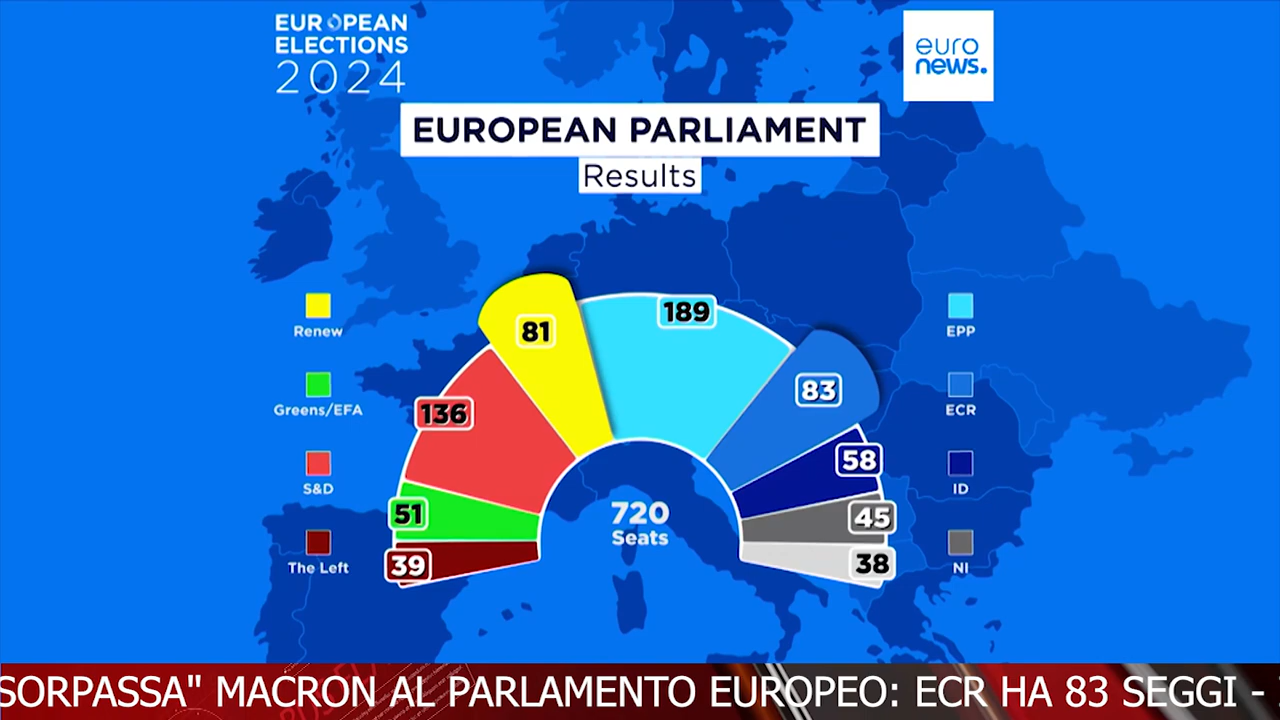 EUROPEAN
ELECTIONS
2024
euro
news.
EUROPEAN PARLIAMENT
Results
Renew
Greens/EFA
S&D
The Left
81
189
136
83
58
51
45
39
38
720
Seats
EPP
ECR
ID
NI
SORPASSA" MACRON AL PARLAMENTO EUROPEO: ECR HA 83 SEGGI -